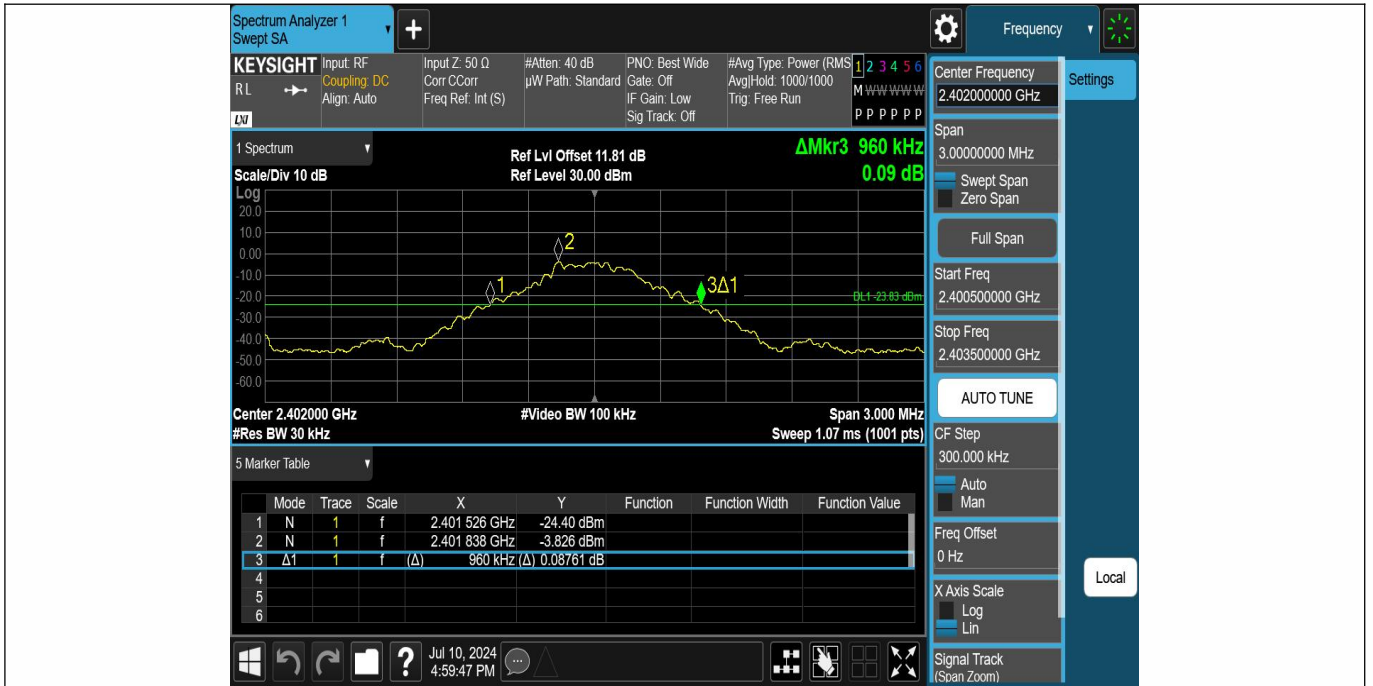 Spectrum Analyzer 1
Swept SA
+
Frequency
KEYSIGHT
RL
LXI
Input: RF
Coupling: DC
Align: Auto
Input Z: 50 Ω
Corr CCorr
Freq Ref: Int (S)
#Atten: 40 dB
µW Path: Standard
PNO: Best Wide
Gate: Off
IF Gain: Low
Sig Track: Off
#Avg Type: Power (RMS
Avg|Hold: 1000/1000
Trig: Free Run
1 2 3 4 5 6
M W W W W W
P P P P P P
1 Spectrum
Scale/Div 10 dB
Ref Lvl Offset 11.81 dB
Ref Level 30.00 dBm
ΔMkr3 960 kHz
0.09 dB
Log
20.0
10.0
0.00
-10.0
-20.0
-30.0
-40.0
-50.0
-60.0
1
2
3Δ1
DL1 -23.83 dBm
Center 2.402000 GHz
#Video BW 100 kHz
Span 3.000 MHz
#Res BW 30 kHz
Sweep 1.07 ms (1001 pts)
5 Marker Table
Mode Trace Scale X Y Function Function Width Function Value
1 N 1 f 2.401 526 GHz -24.40 dBm
2 N 1 f 2.401 838 GHz -3.826 dBm
3 Δ1 1 f (Δ) 960 kHz (Δ) 0.08761 dB
4
5
6
?
Jul 10, 2024
4:59:47 PM
Center Frequency
2.402000000 GHz
Settings
Span
3.00000000 MHz
Swept Span
Zero Span
Full Span
Start Freq
2.400500000 GHz
Stop Freq
2.403500000 GHz
AUTO TUNE
CF Step
300.000 kHz
Auto
Man
Freq Offset
0 Hz
Local
X Axis Scale
Log
Lin
Signal Track
(Span Zoom)